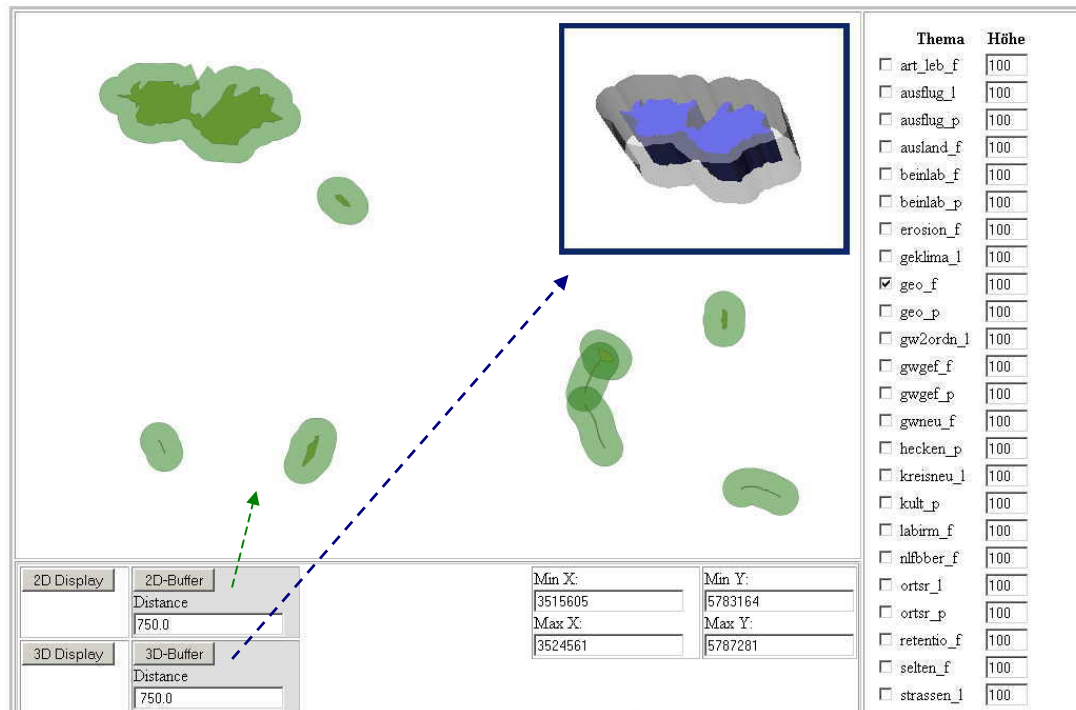 Thema Höhe
art_leb_f 100
ausflug_l 100
ausflug_p 100
ausland_f 100
beinlab_f 100
beinlab_p 100
erosion_f 100
geklima_l 100
geo_f 100
geo_p 100
gw2ordn_l 100
gwgef_f 100
gwgef_p 100
gwneu_f 100
hecken_p 100
kreisneu_l 100
kult_p 100
labirm_f 100
nlfbber_f 100
ortsr_l 100
ortsr_p 100
retentio_f 100
selten_f 100
strassen_l 100
2D Display 2D-Buffer
Distance
750.0
3D Display 3D-Buffer
Distance
750.0
Min X: Min Y:
3515605 5783164
Max X: Max Y:
3524561 5787281